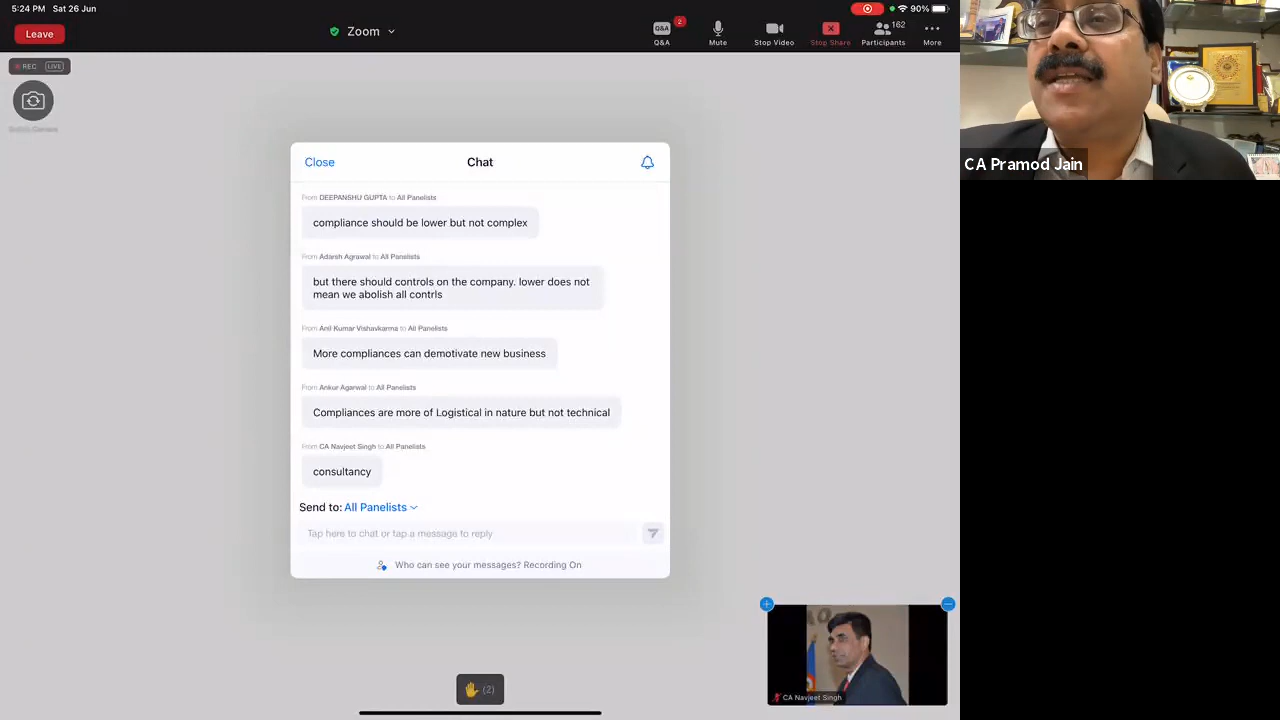 5:24 PM Sat 26 Jun
90%
Leave
Zoom
Q&A
2
Q&A
Mute
Stop Video
Stop Share
162
Participants
More
REC LIVE
Close
Chat
From DEEPANSHU GUPTA to All Panelists
compliance should be lower but not complex
From Adarsh Agrawal to All Panelists
but there should controls on the company. lower does not
mean we abolish all contrls
From Anil Kumar Vishavkarma to All Panelists
More compliances can demotivate new business
From Ankur Agarwal to All Panelists
Compliances are more of Logistical in nature but not technical
From CA Navjeet Singh to All Panelists
consultancy
Send to: All Panelists
Tap here to chat or tap a message to reply
Who can see your messages? Recording On
(2)
CA Navjeet Singh
CA Pramod Jain